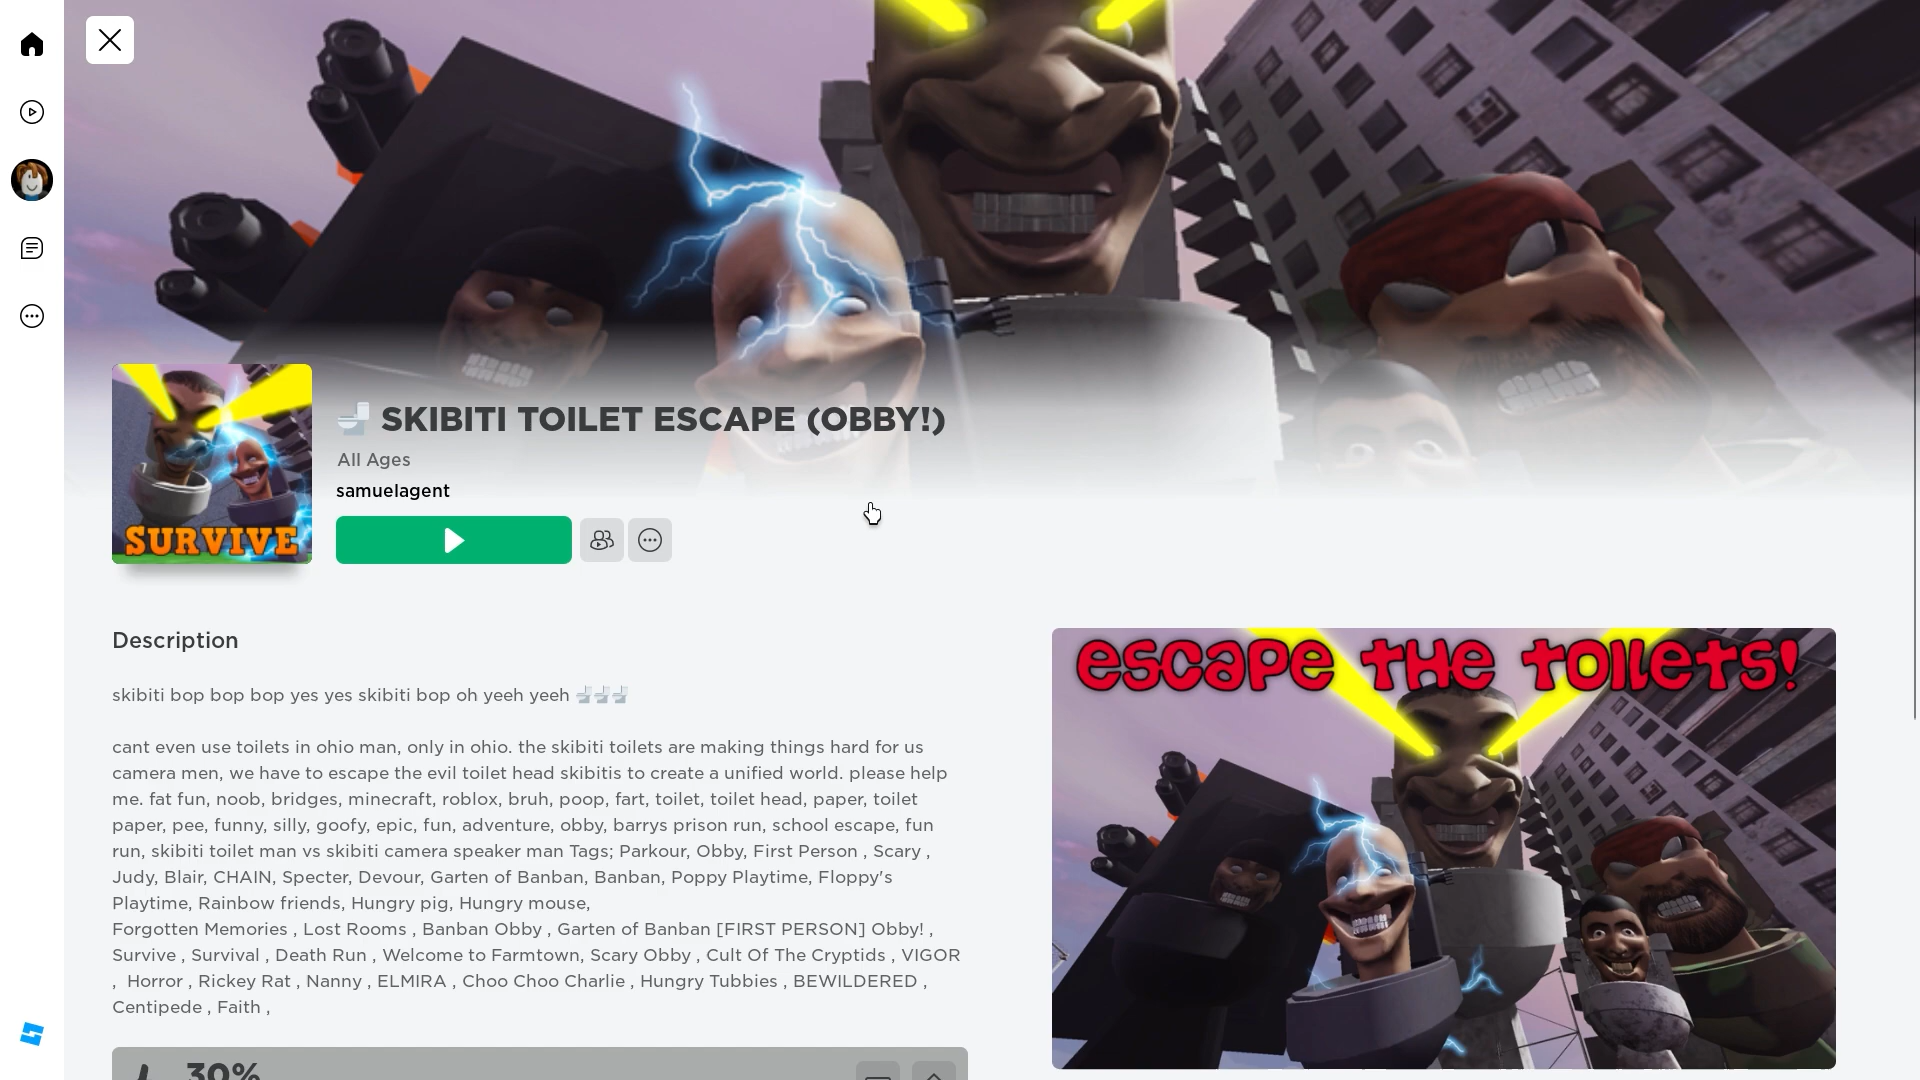 🚽 SKIBITI TOILET ESCAPE (OBBY!)
All Ages
samuelagent
SURVIVE
Description
skibiti bop bop bop yes yes skibiti bop oh yeeh yeeh 🚽🚽🚽
cant even use toilets in ohio man, only in ohio. the skibiti toilets are making things hard for us
camera men, we have to escape the evil toilet head skibitis to create a unified world. please help
me. fat fun, noob, bridges, minecraft, roblox, bruh, poop, fart, toilet, toilet head, paper, toilet
paper, pee, funny, silly, goofy, epic, fun, adventure, obby, barrys prison run, school escape, fun
run, skibiti toilet man vs skibiti camera speaker man Tags; Parkour, Obby, First Person , Scary ,
Judy, Blair, CHAIN, Specter, Devour, Garten of Banban, Banban, Poppy Playtime, Floppy's
Playtime, Rainbow friends, Hungry pig, Hungry mouse,
Forgotten Memories , Lost Rooms , Banban Obby , Garten of Banban [FIRST PERSON] Obby! ,
Survive , Survival , Death Run , Welcome to Farmtown, Scary Obby , Cult Of The Cryptids , VIGOR
,  Horror , Rickey Rat , Nanny , ELMIRA , Choo Choo Charlie , Hungry Tubbies , BEWILDERED ,
Centipede , Faith ,
30%
escape the toilets!